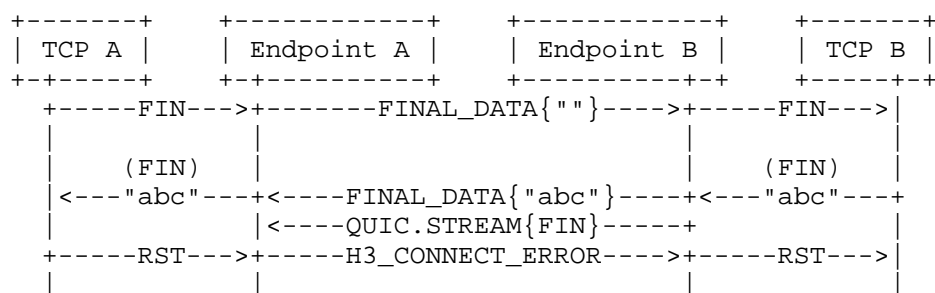 +-------+     +------------+     +------------+     +-------+
| TCP A |     | Endpoint A |     | Endpoint B |     | TCP B |
+-+-----+     +-+----------+     +----------+-+     +-----+-+
  +-----FIN--->+-------FINAL_DATA{""}---->+-----FIN--->|
  |            |                          |            |
  |   (FIN)    |                          |   (FIN)    |
  |<---"abc"---+<----FINAL_DATA{"abc"}----+<---"abc"---+
  |            |<----QUIC.STREAM{FIN}-----+            |
  +-----RST--->+-----H3_CONNECT_ERROR---->+-----RST--->|
  |            |                          |            |